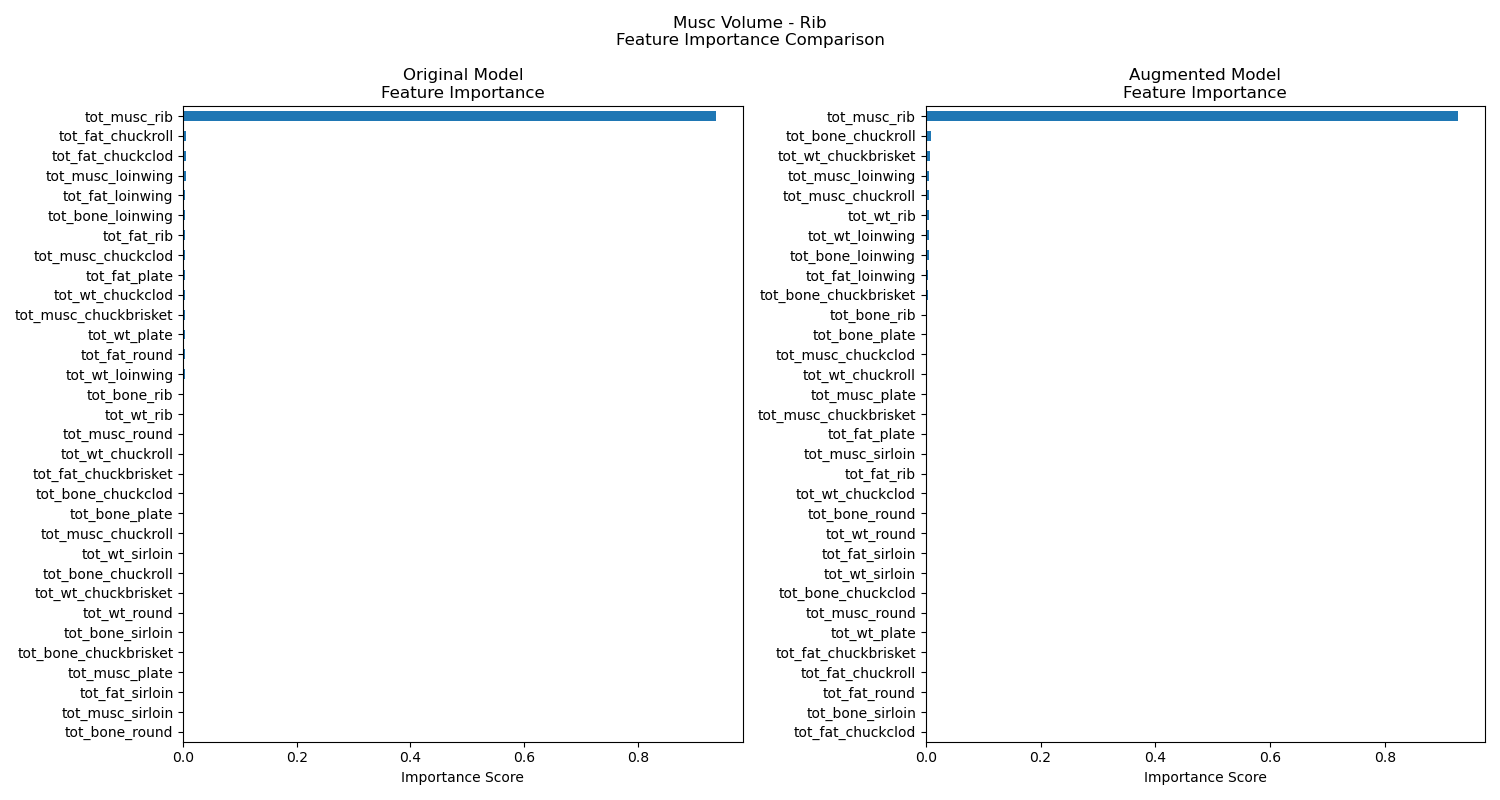 Musc Volume - Rib
Feature Importance Comparison
Original Model
Feature Importance
tot_musc_rib
tot_fat_chuckroll
tot_fat_chuckclod
tot_musc_loinwing
tot_fat_loinwing
tot_bone_loinwing
tot_fat_rib
tot_musc_chuckclod
tot_fat_plate
tot_wt_chuckclod
tot_musc_chuckbrisket
tot_wt_plate
tot_fat_round
tot_wt_loinwing
tot_bone_rib
tot_wt_rib
tot_musc_round
tot_wt_chuckroll
tot_fat_chuckbrisket
tot_bone_chuckclod
tot_bone_plate
tot_musc_chuckroll
tot_wt_sirloin
tot_bone_chuckroll
tot_wt_chuckbrisket
tot_wt_round
tot_bone_sirloin
tot_bone_chuckbrisket
tot_musc_plate
tot_fat_sirloin
tot_musc_sirloin
tot_bone_round
0.0 0.2 0.4 0.6 0.8
Importance Score
Augmented Model
Feature Importance
tot_musc_rib
tot_bone_chuckroll
tot_wt_chuckbrisket
tot_musc_loinwing
tot_musc_chuckroll
tot_wt_rib
tot_wt_loinwing
tot_bone_loinwing
tot_fat_loinwing
tot_bone_chuckbrisket
tot_bone_rib
tot_bone_plate
tot_musc_chuckclod
tot_wt_chuckroll
tot_musc_plate
tot_musc_chuckbrisket
tot_fat_plate
tot_musc_sirloin
tot_fat_rib
tot_wt_chuckclod
tot_bone_round
tot_wt_round
tot_fat_sirloin
tot_wt_sirloin
tot_bone_chuckclod
tot_musc_round
tot_wt_plate
tot_fat_chuckbrisket
tot_fat_chuckroll
tot_fat_round
tot_bone_sirloin
tot_fat_chuckclod
0.0 0.2 0.4 0.6 0.8
Importance Score